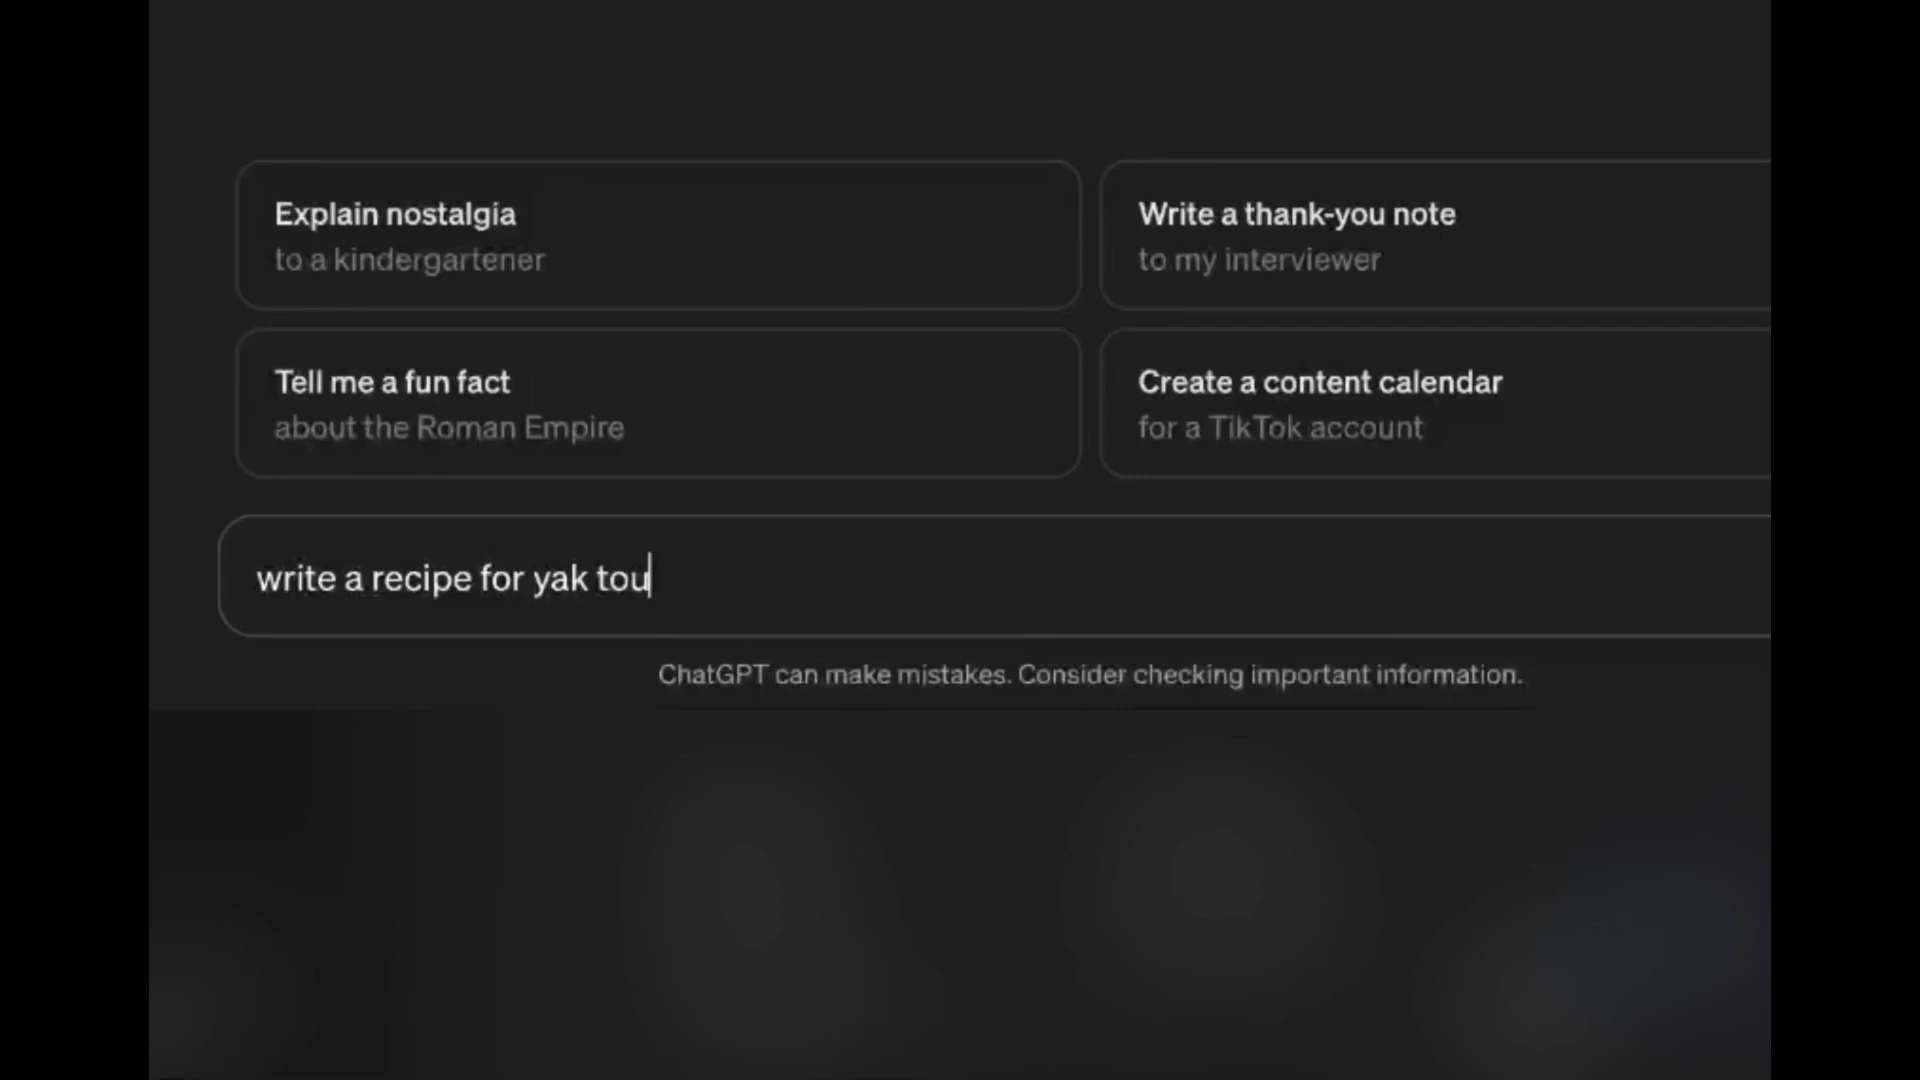 Explain nostalgia
to a kindergartener
Write a thank-you note
to my interviewer
Tell me a fun fact
about the Roman Empire
Create a content calendar
for a TikTok account
write a recipe for yak tou
ChatGPT can make mistakes. Consider checking important information.